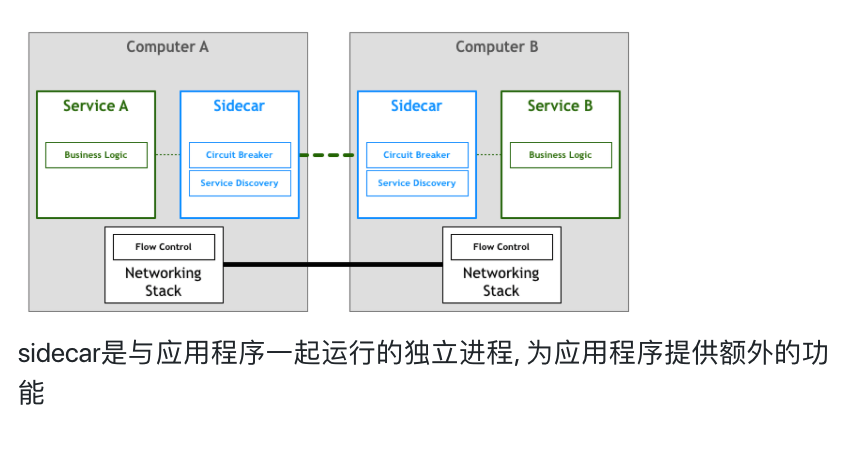 Computer A
Computer B
Service A
Sidecar
Sidecar
Service B
Business Logic
Circuit Breaker
Circuit Breaker
Business Logic
Service Discovery
Service Discovery
Flow Control
Flow Control
Networking
Stack
Networking
Stack
sidecar是与应用程序一起运行的独立进程, 为应用程序提供额外的功
能